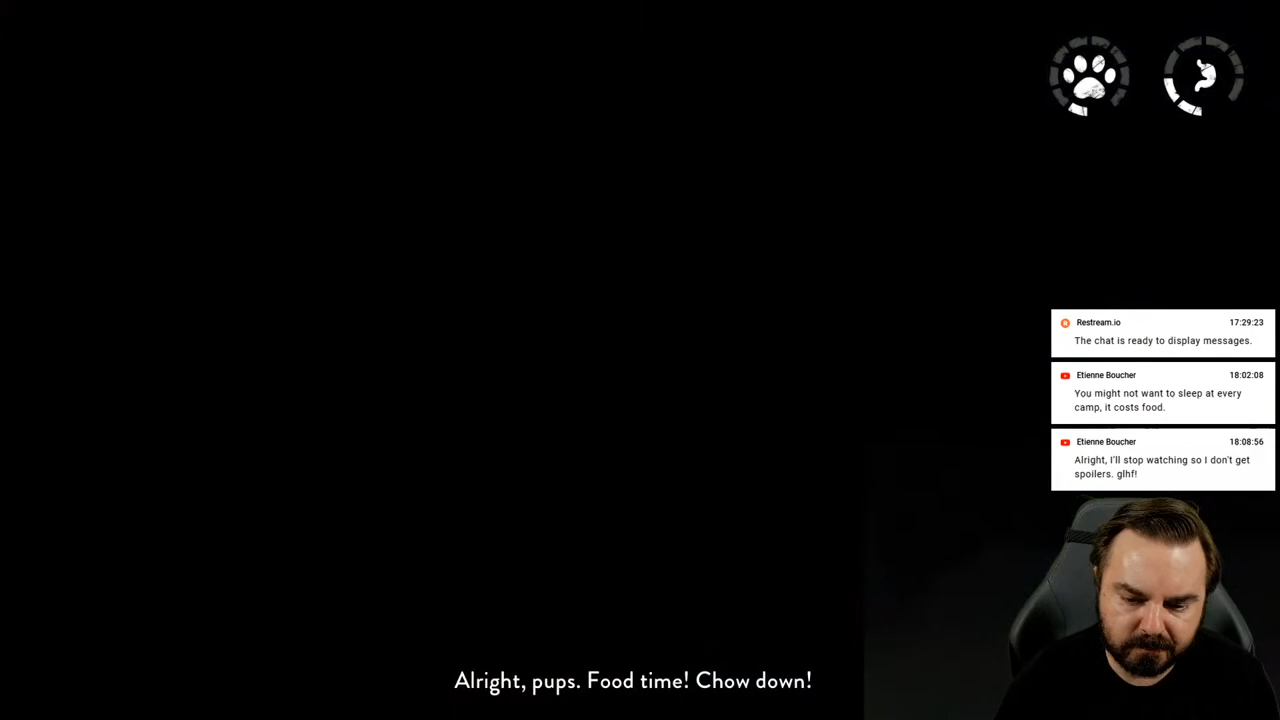 Restream.io 17:29:23
The chat is ready to display messages.
Etienne Boucher 18:02:08
You might not want to sleep at every
camp, it costs food.
Etienne Boucher 18:08:56
Alright, I'll stop watching so I don't get
spoilers. glhf!
Alright, pups. Food time! Chow down!